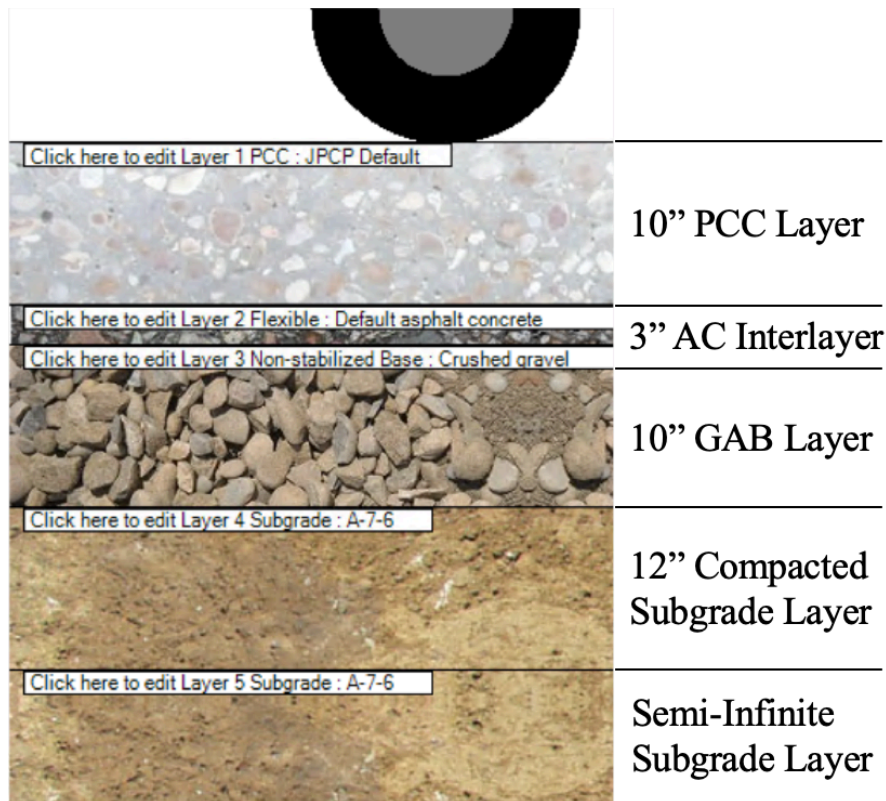 Click here to edit Layer 1 PCC : JPCP Default
10” PCC Layer
Click here to edit Layer 2 Flexible : Default asphalt concrete
3” AC Interlayer
Click here to edit Layer 3 Non-stabilized Base : Crushed gravel
10” GAB Layer
Click here to edit Layer 4 Subgrade : A-7-6
12” Compacted
Subgrade Layer
Click here to edit Layer 5 Subgrade : A-7-6
Semi-Infinite
Subgrade Layer